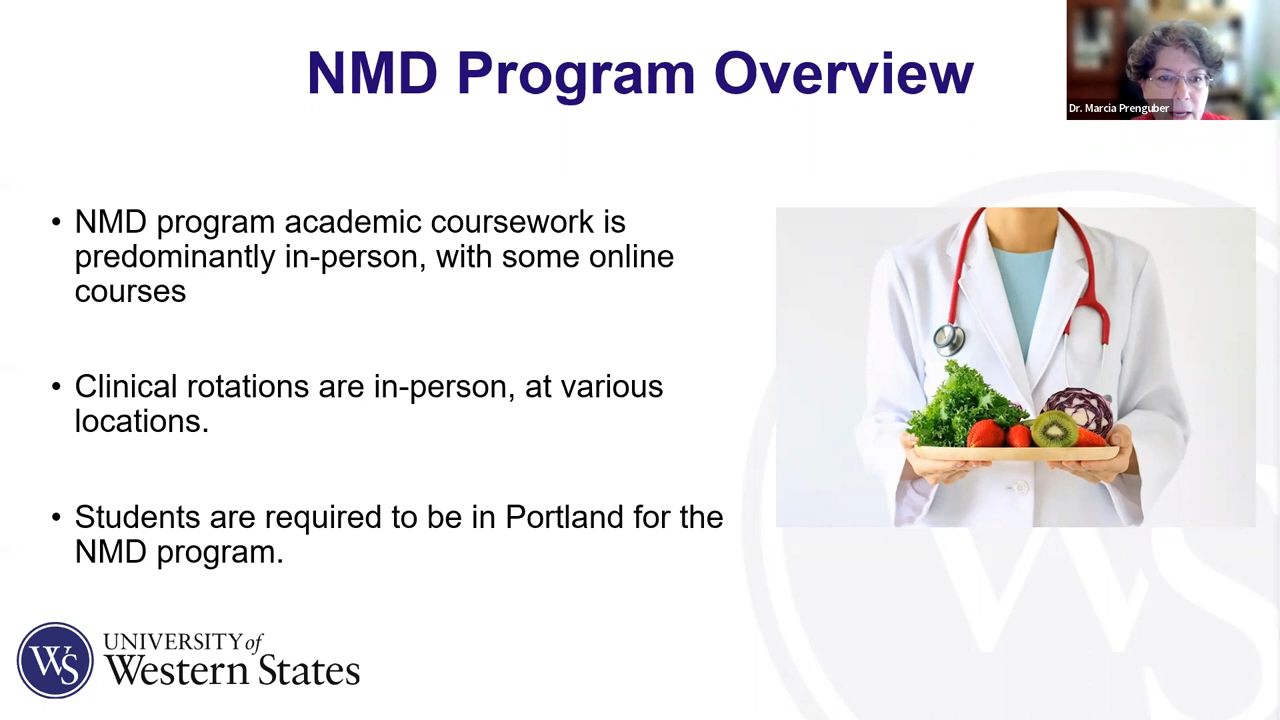 NMD Program Overview
Dr. Marcia Prenguber
• NMD program academic coursework is
predominantly in-person, with some online
courses
• Clinical rotations are in-person, at various
locations.
• Students are required to be in Portland for the
NMD program.
WS
UNIVERSITY of
Western States
WS